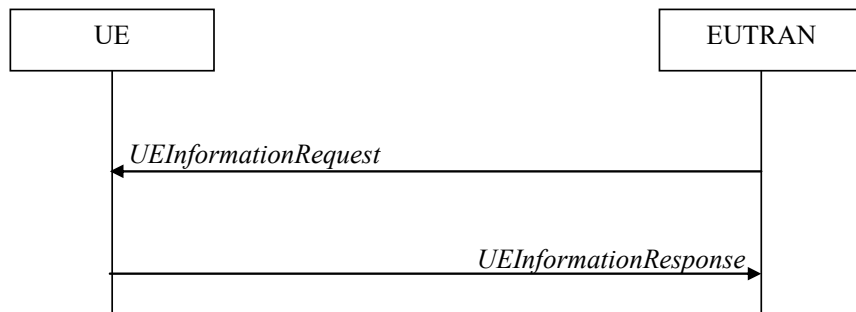 UE
EUTRAN
UEInformationRequest
UEInformationResponse